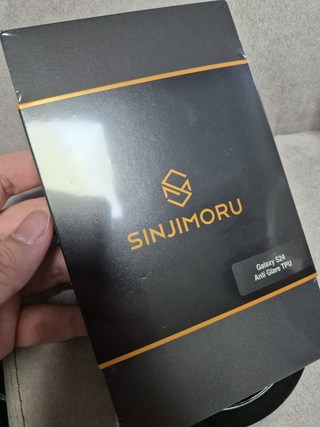 SINJIMORU
Galaxy S24
Anti Glare TPU